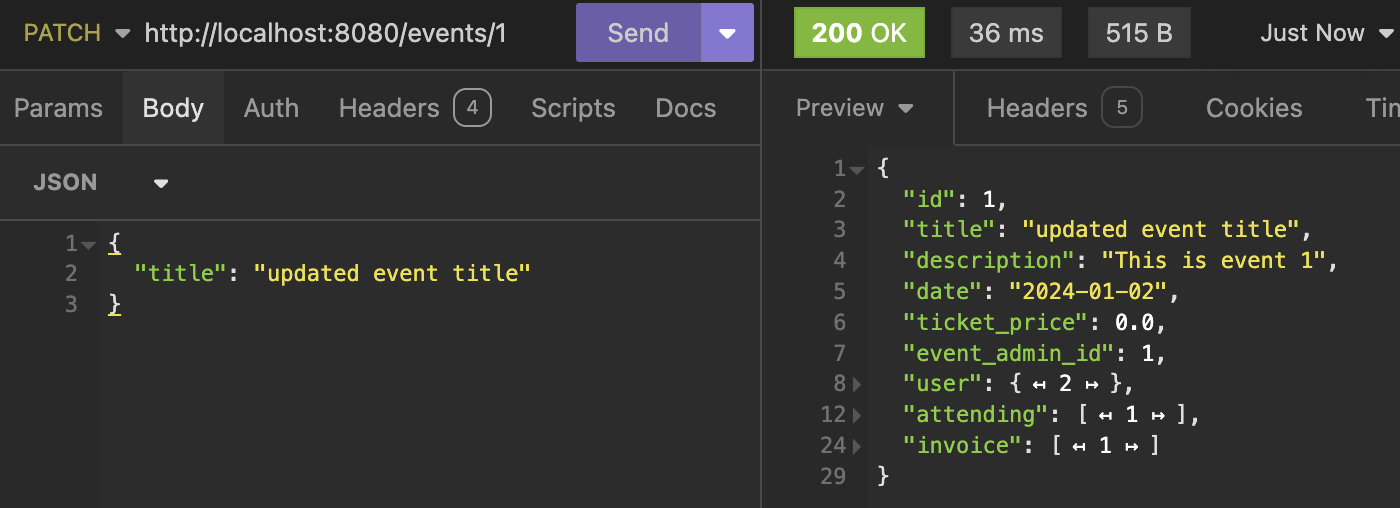 PATCH http://localhost:8080/events/1 Send
200 OK 36 ms 515 B Just Now
Params Body Auth Headers 4 Scripts Docs
Preview Headers 5 Cookies Tim
JSON
1 {
2 "title": "updated event title"
3 }
1 {
2 "id": 1,
3 "title": "updated event title",
4 "description": "This is event 1",
5 "date": "2024-01-02",
6 "ticket_price": 0.0,
7 "event_admin_id": 1,
8 "user": { ↤ 2 ↦ },
12 "attending": [ ↤ 1 ↦ ],
24 "invoice": [ ↤ 1 ↦ ]
29 }